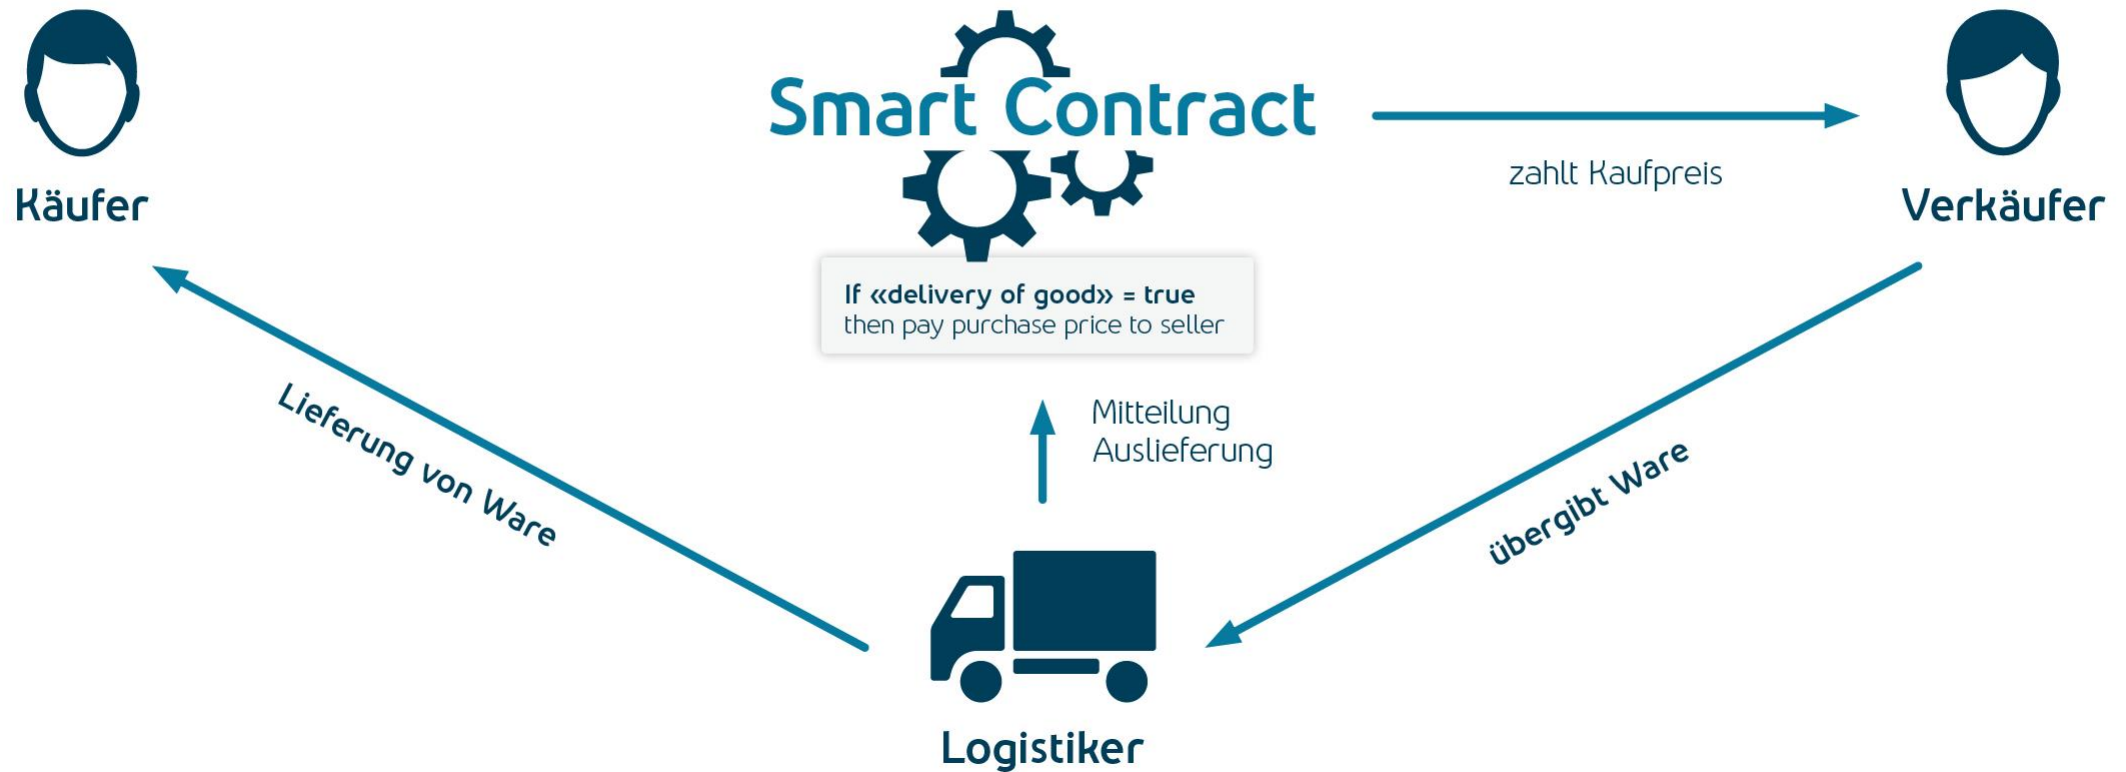 Smart Contract
zahlt Kaufpreis
Käufer
Verkäufer
If «delivery of good» = true
then pay purchase price to seller
Mitteilung
Auslieferung
Lieferung von Ware
übergibt Ware
Logistiker